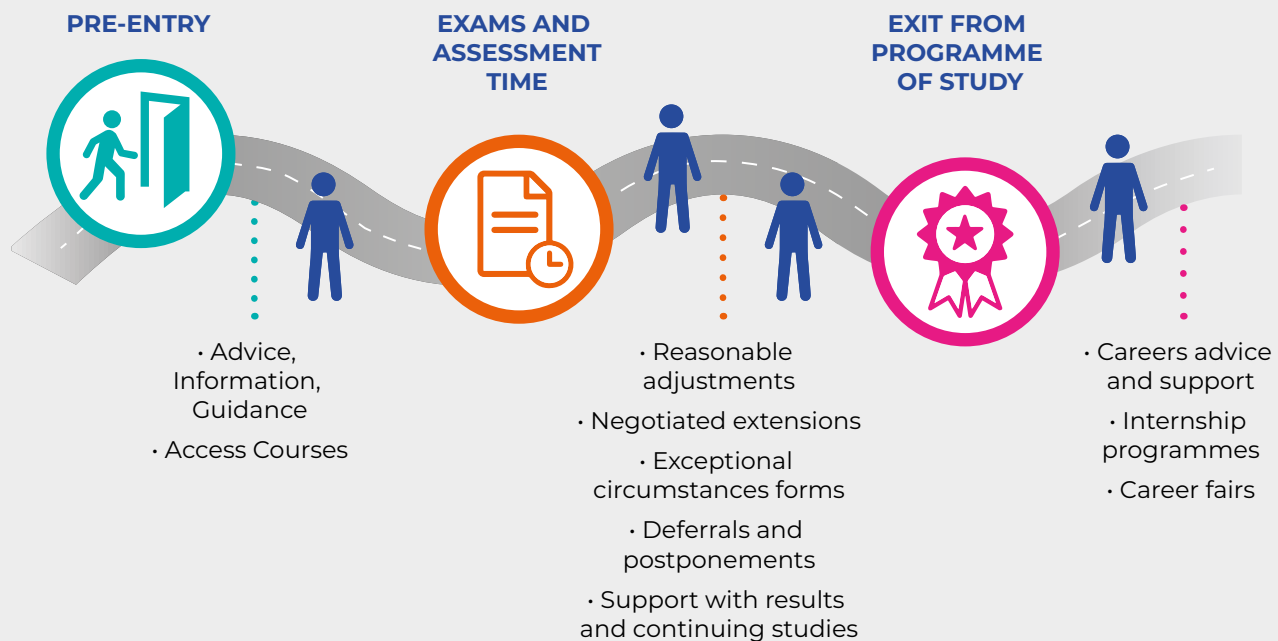 PRE-ENTRY
EXAMS AND
ASSESSMENT
TIME
EXIT FROM
PROGRAMME
OF STUDY
· Advice,
Information,
Guidance
· Access Courses
· Reasonable
adjustments
· Negotiated extensions
· Exceptional
circumstances forms
· Deferrals and
postponements
· Support with results
and continuing studies
· Careers advice
and support
· Internship
programmes
· Career fairs